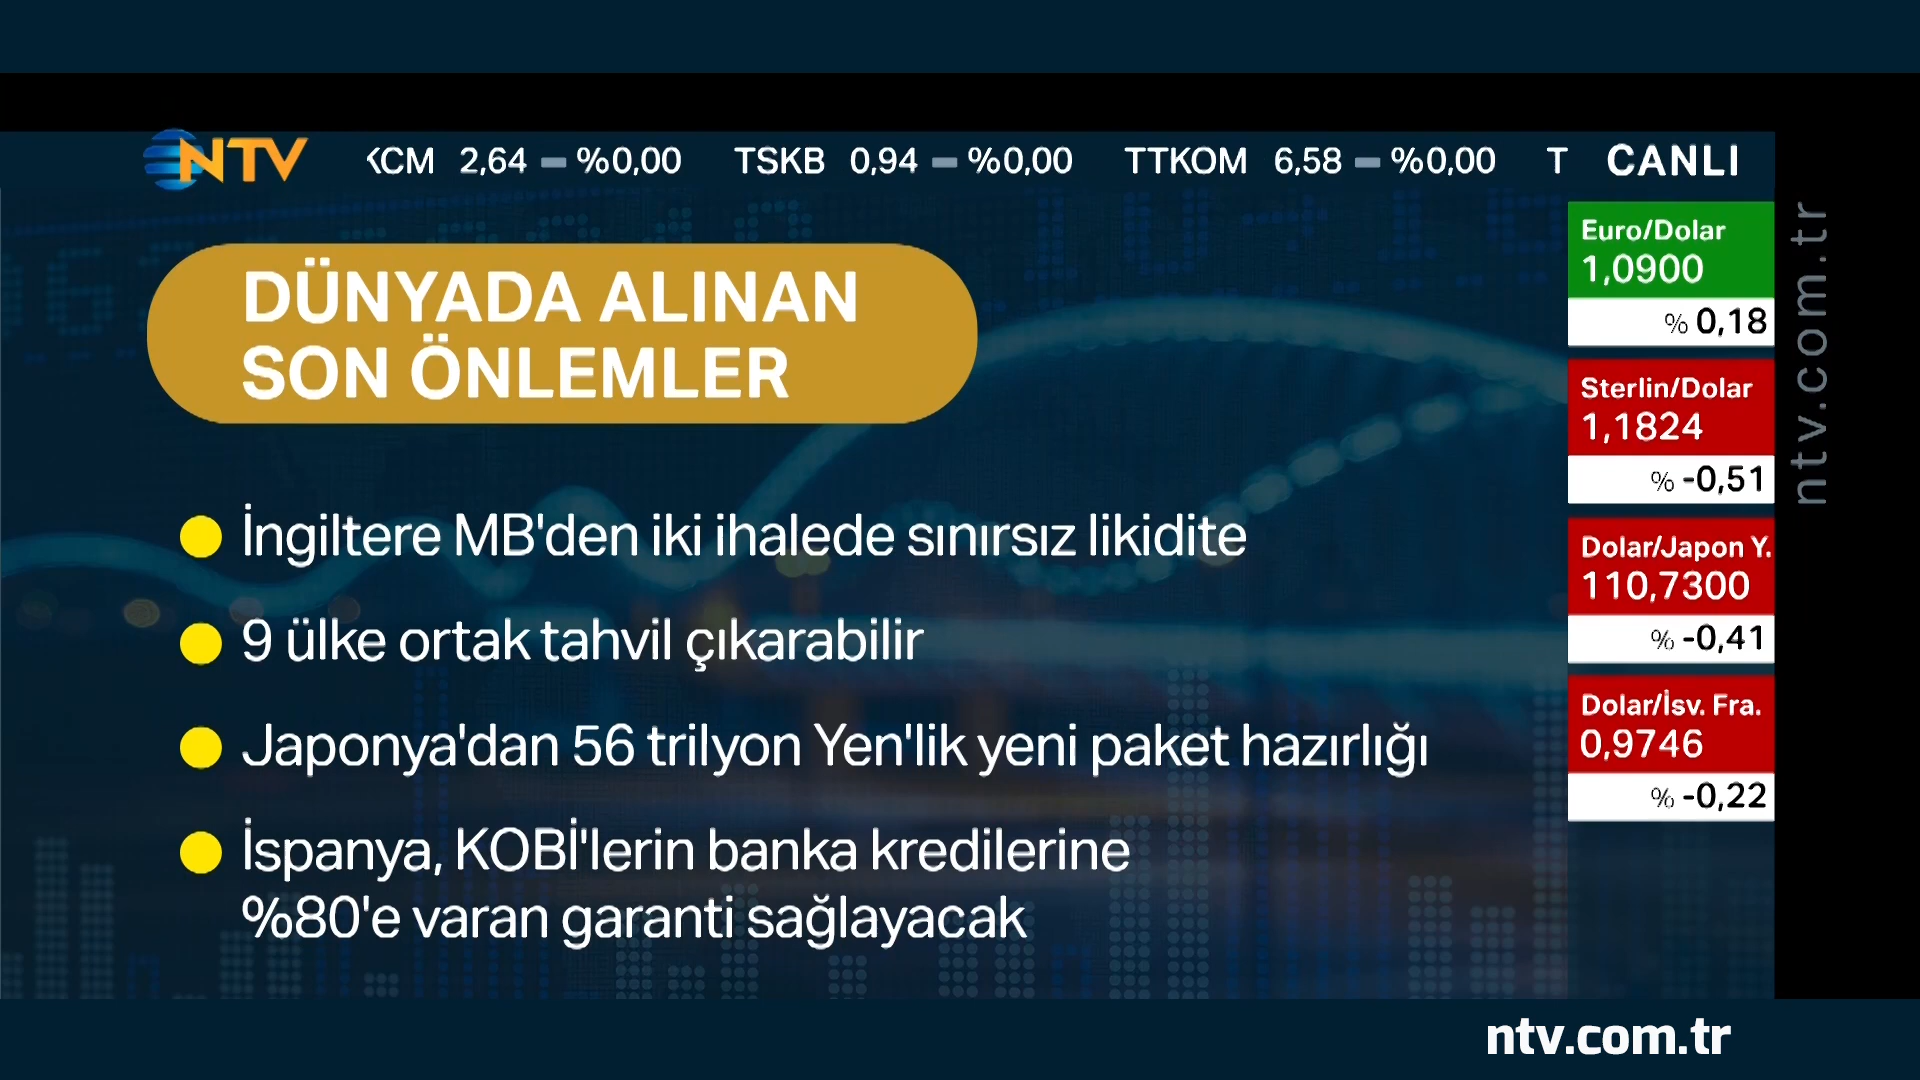 NTV
KCM 2,64 %0,00 TSKB 0,94 %0,00 TTKOM 6,58 %0,00 T
CANLI
DÜNYADA ALINAN
SON ÖNLEMLER
İngiltere MB'den iki ihalede sınırsız likidite
9 ülke ortak tahvil çıkarabilir
Japonya'dan 56 trilyon Yen'lik yeni paket hazırlığı
İspanya, KOBİ'lerin banka kredilerine
%80'e varan garanti sağlayacak
Euro/Dolar
1,0900
% 0,18
Sterlin/Dolar
1,1824
% -0,51
Dolar/Japon Y.
110,7300
% -0,41
Dolar/İsv. Fra.
0,9746
% -0,22
ntv.com.tr
ntv.com.tr